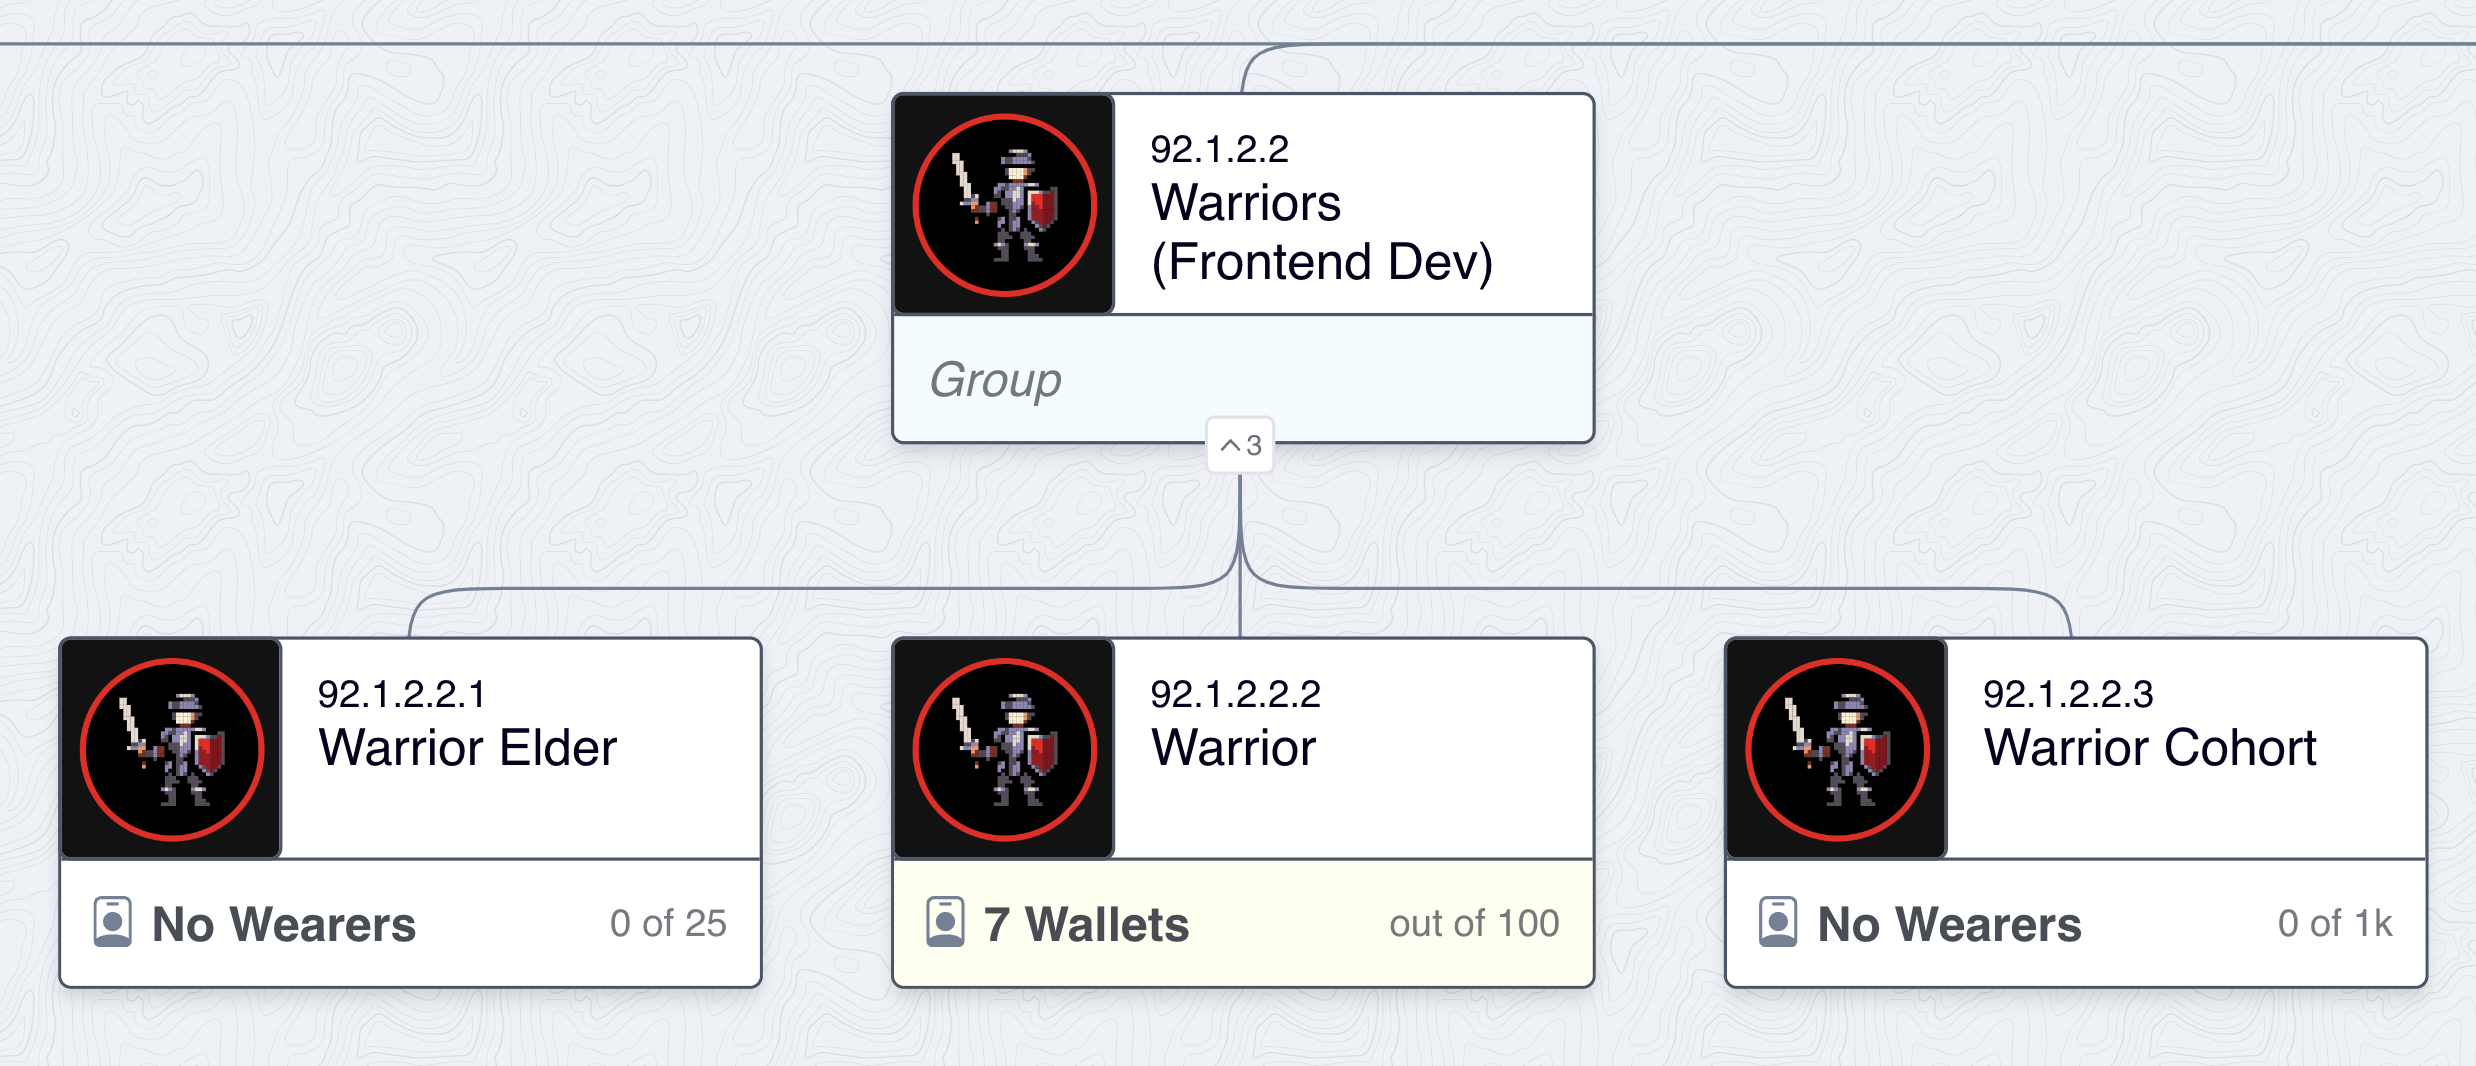 92.1.2.2
Warriors
(Frontend Dev)
Group
3
92.1.2.2.1
Warrior Elder
No Wearers
0 of 25
92.1.2.2.2
Warrior
7 Wallets
out of 100
92.1.2.2.3
Warrior Cohort
No Wearers
0 of 1k